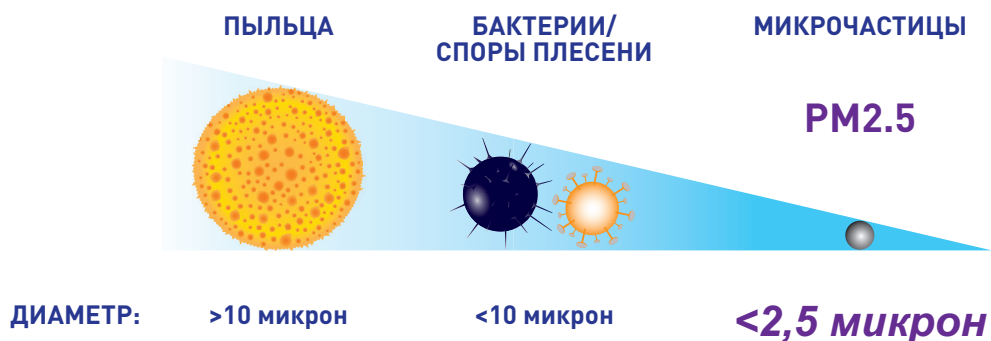 ПЫЛЬЦА
БАКТЕРИИ/
СПОРЫ ПЛЕСЕНИ
МИКРОЧАСТИЦЫ
PM2.5
ДИАМЕТР:
>10 микрон
<10 микрон
<2,5 микрон